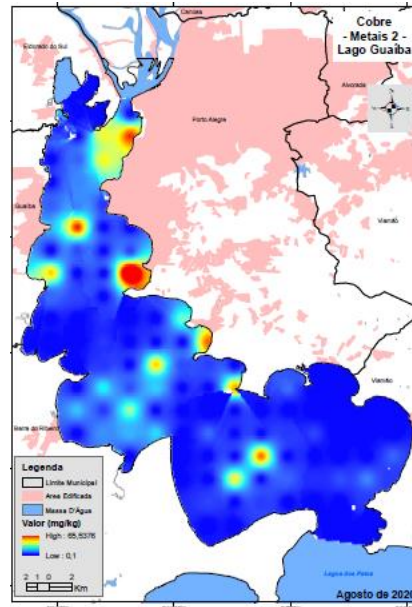 Cobre
- Metais 2 -
Lago Guaíba
Canoas
Eldorado do Sul
Alvorada
Porto Alegre
Guaíba
Viamão
Viamão
Barra do Ribeiro
Legenda
Limite Municipal
Área Edificada
Massa D'Água
Valor (mg/kg)
High : 65,5376
Low : 0,1
2 1 0 2
Km
Lagoa dos Patos
Agosto de 2020